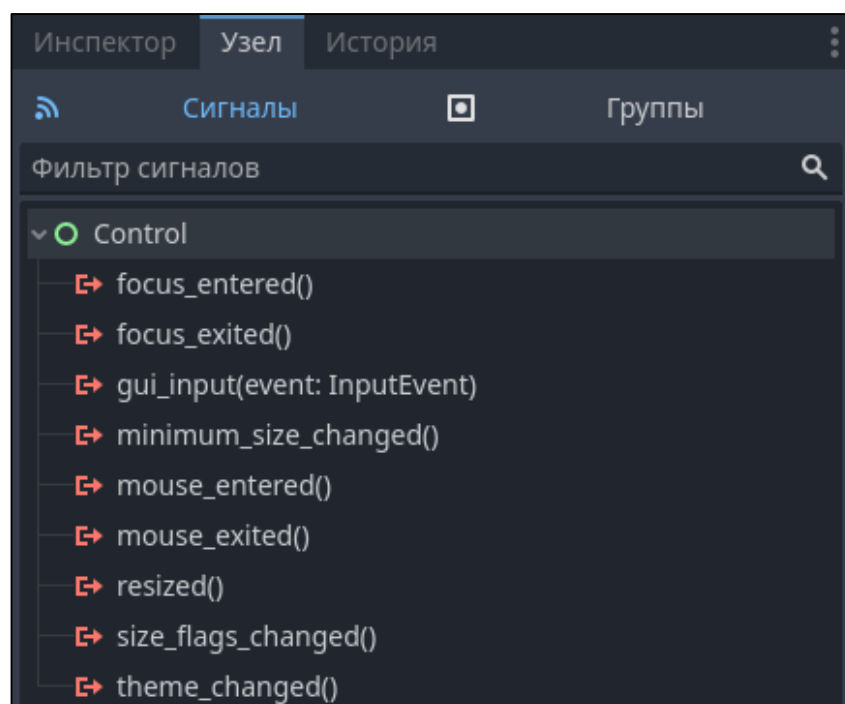 Инспектор Узел История
Сигналы Группы
Фильтр сигналов
Control
focus_entered()
focus_exited()
gui_input(event: InputEvent)
minimum_size_changed()
mouse_entered()
mouse_exited()
resized()
size_flags_changed()
theme_changed()